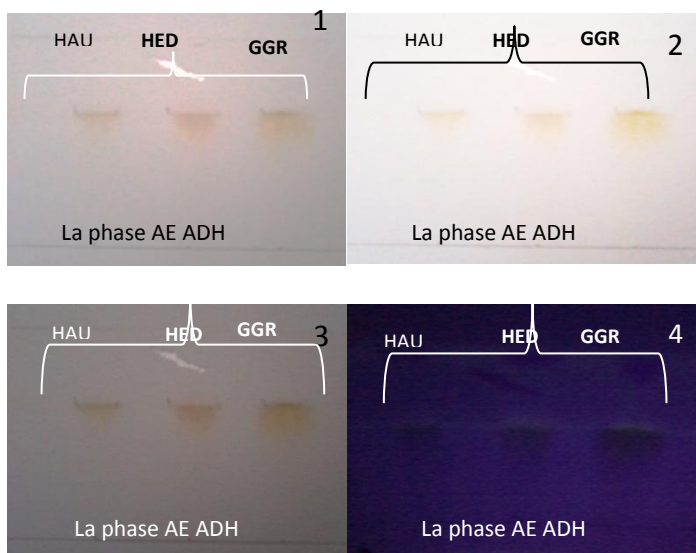 1
HAU HED GGR
La phase AE ADH
2
HAU HED GGR
La phase AE ADH
3
HAU HED GGR
La phase AE ADH
4
HAU HED GGR
La phase AE ADH